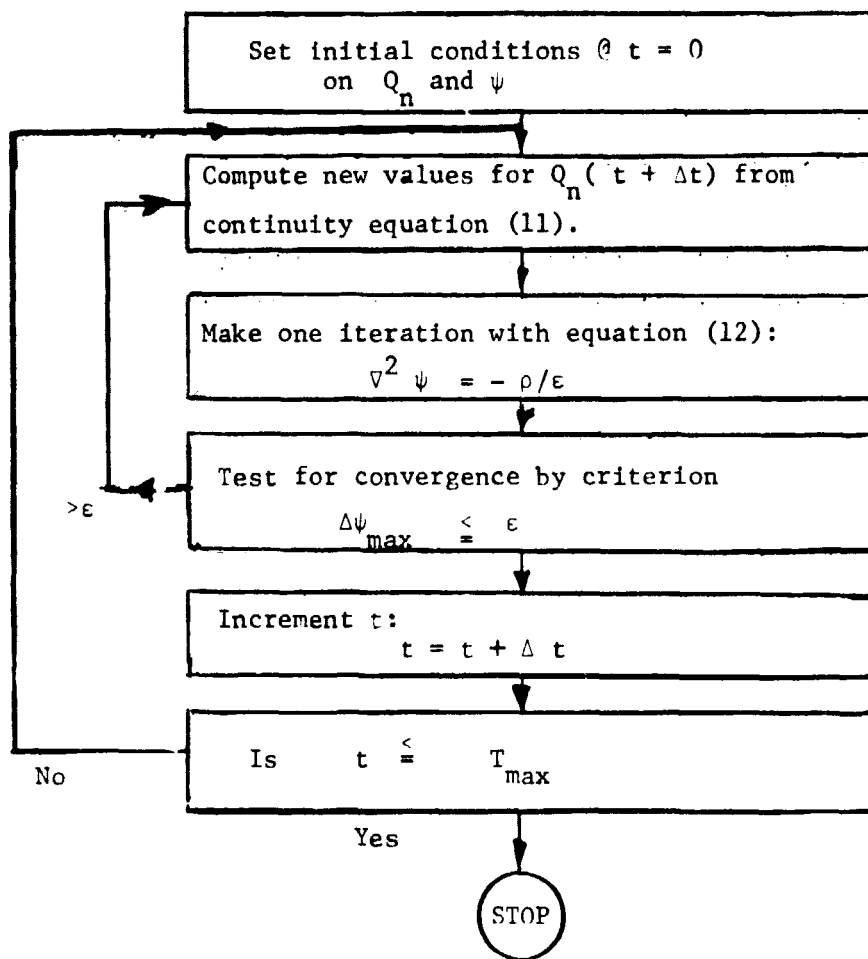 Set initial conditions @ t = 0
on Q_n and ψ
Compute new values for Q_n( t + Δt) from
continuity equation (11).
Make one iteration with equation (12):
∇² ψ = - ρ/ε
Test for convergence by criterion
Δψ_max ≤ ε
>ε
Increment t:
t = t + Δ t
Is t ≤ T_max
No
Yes
STOP